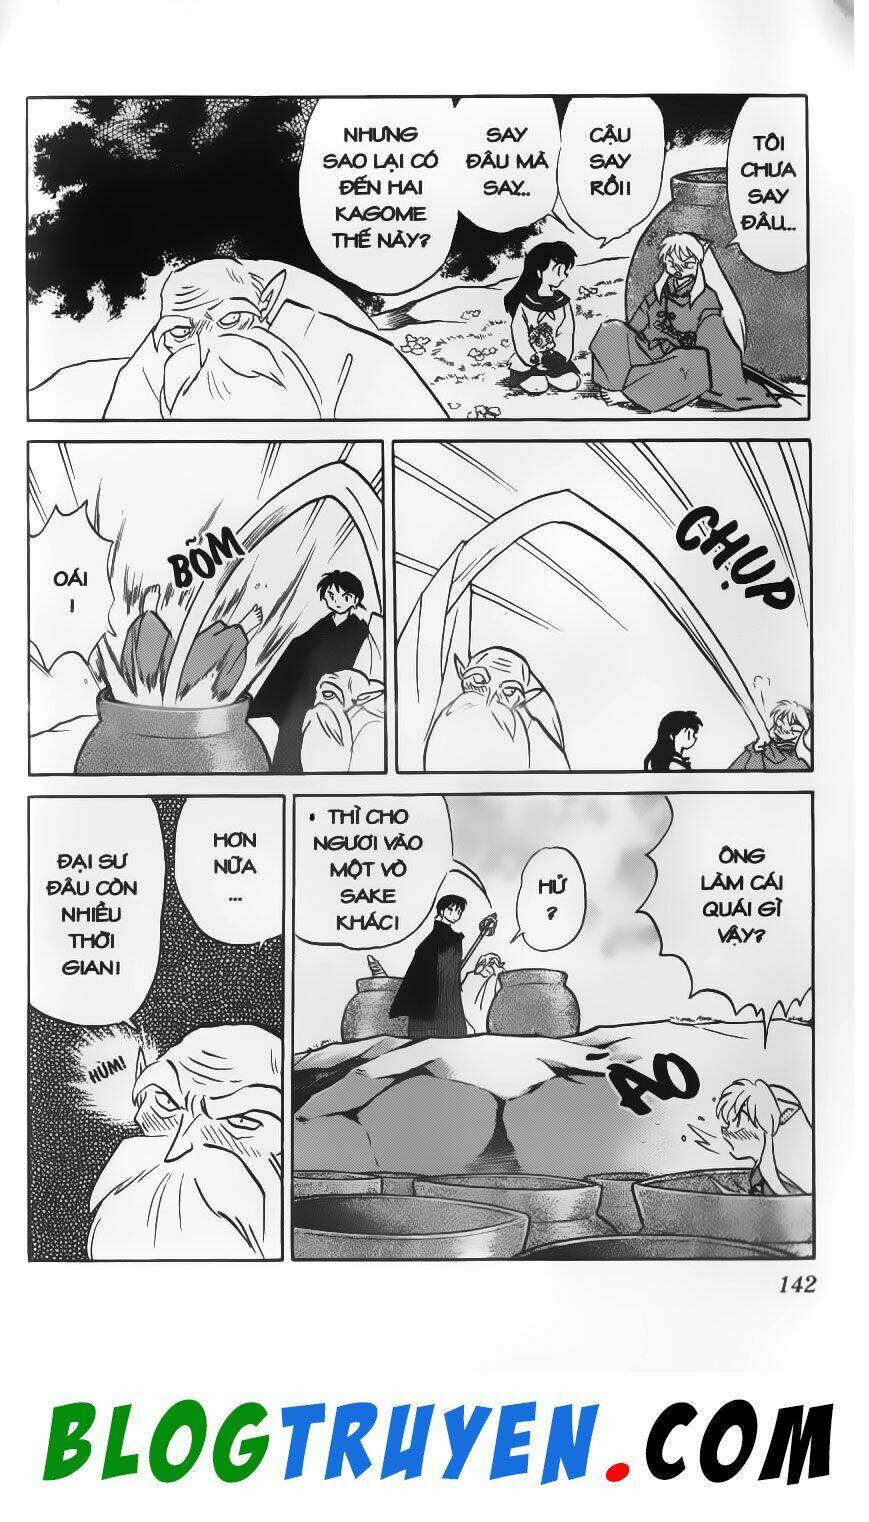 TÔI
CHƯA
SAY
ĐÂU...
CẬU
SAY
RỒI!
SAY
ĐÂU MÀ
SAY...
NHƯNG
SAO LẠI CÓ
ĐẾN HAI
KAGOME
THẾ NÀY?
CHỤP
BÕM
OÁI
!
ÔNG
LÀM CÁI
QUÁI GÌ
VẬY?
HỬ
?
THÌ CHO
NGƯƠI VÀO
MỘT VÒ
SAKE
KHÁC!
ÀO
HƠN
NỮA
...
ĐẠI SƯ
ĐÂU CÒN
NHIỀU
THỜI
GIAN!
HÙM!
142
BLOGTRUYEN.COM